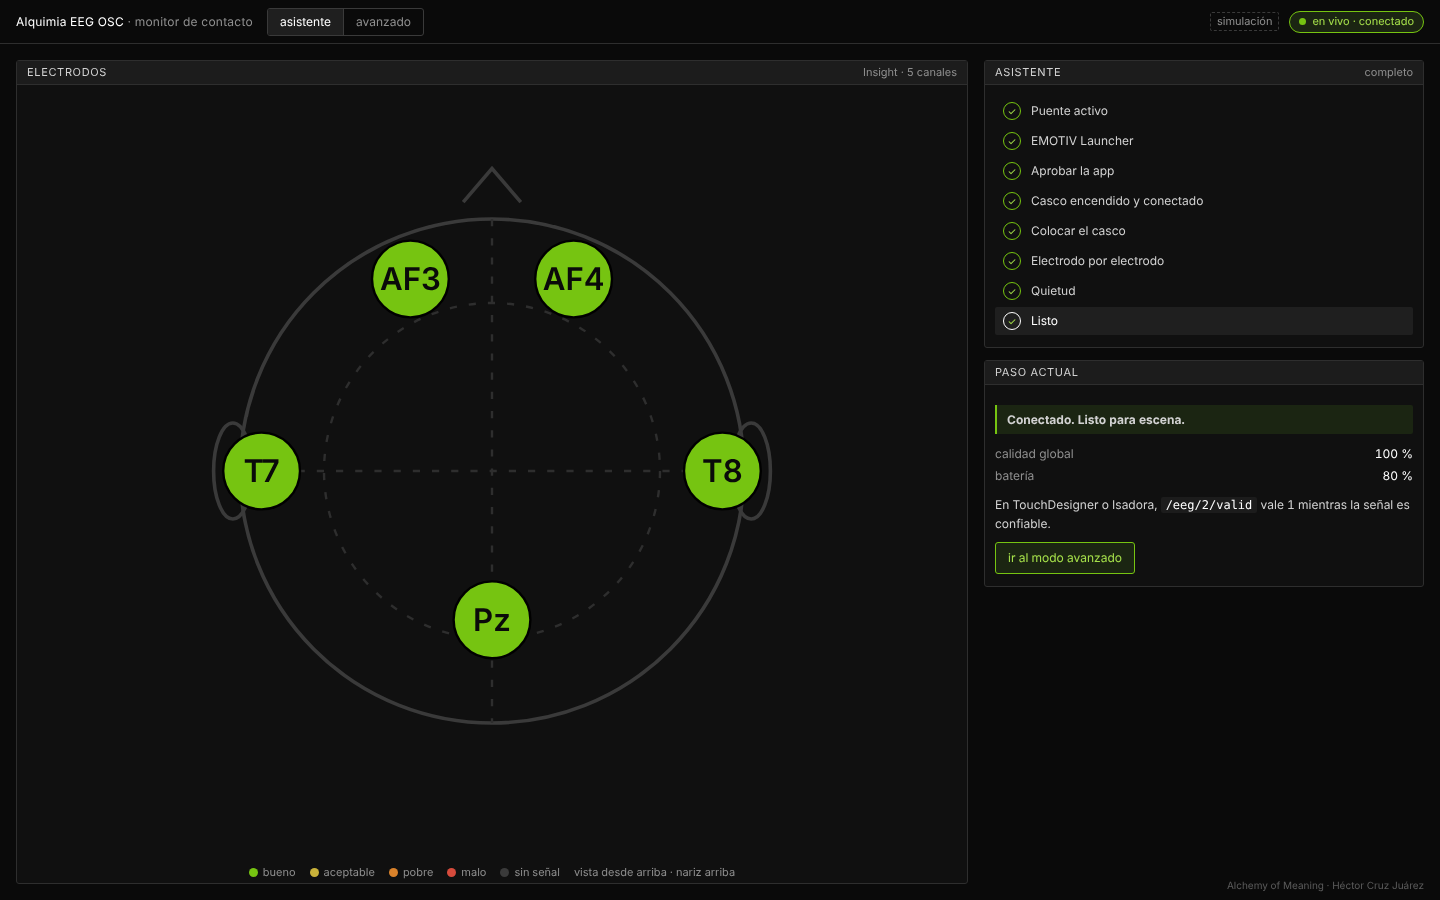 Alquimia EEG OSC · monitor de contacto
asistente
avanzado
simulación
en vivo · conectado
ELECTRODOS
Insight · 5 canales
AF3
AF4
T7
T8
Pz
bueno
aceptable
pobre
malo
sin señal
vista desde arriba · nariz arriba
ASISTENTE
completo
Puente activo
EMOTIV Launcher
Aprobar la app
Casco encendido y conectado
Colocar el casco
Electrodo por electrodo
Quietud
Listo
PASO ACTUAL
Conectado. Listo para escena.
calidad global
100 %
batería
80 %
En TouchDesigner o Isadora, /eeg/2/valid vale 1 mientras la señal es
confiable.
ir al modo avanzado
Alchemy of Meaning · Héctor Cruz Juárez